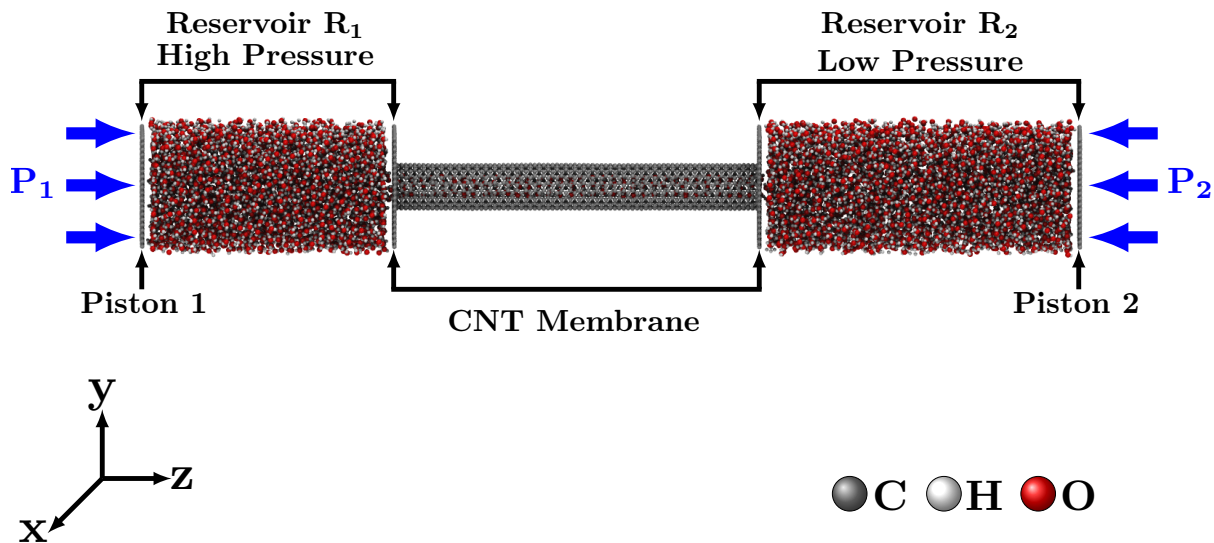 Reservoir R₁
High Pressure
Reservoir R₂
Low Pressure
P₁
P₂
Piston 1
CNT Membrane
Piston 2
y
z
x
C H O